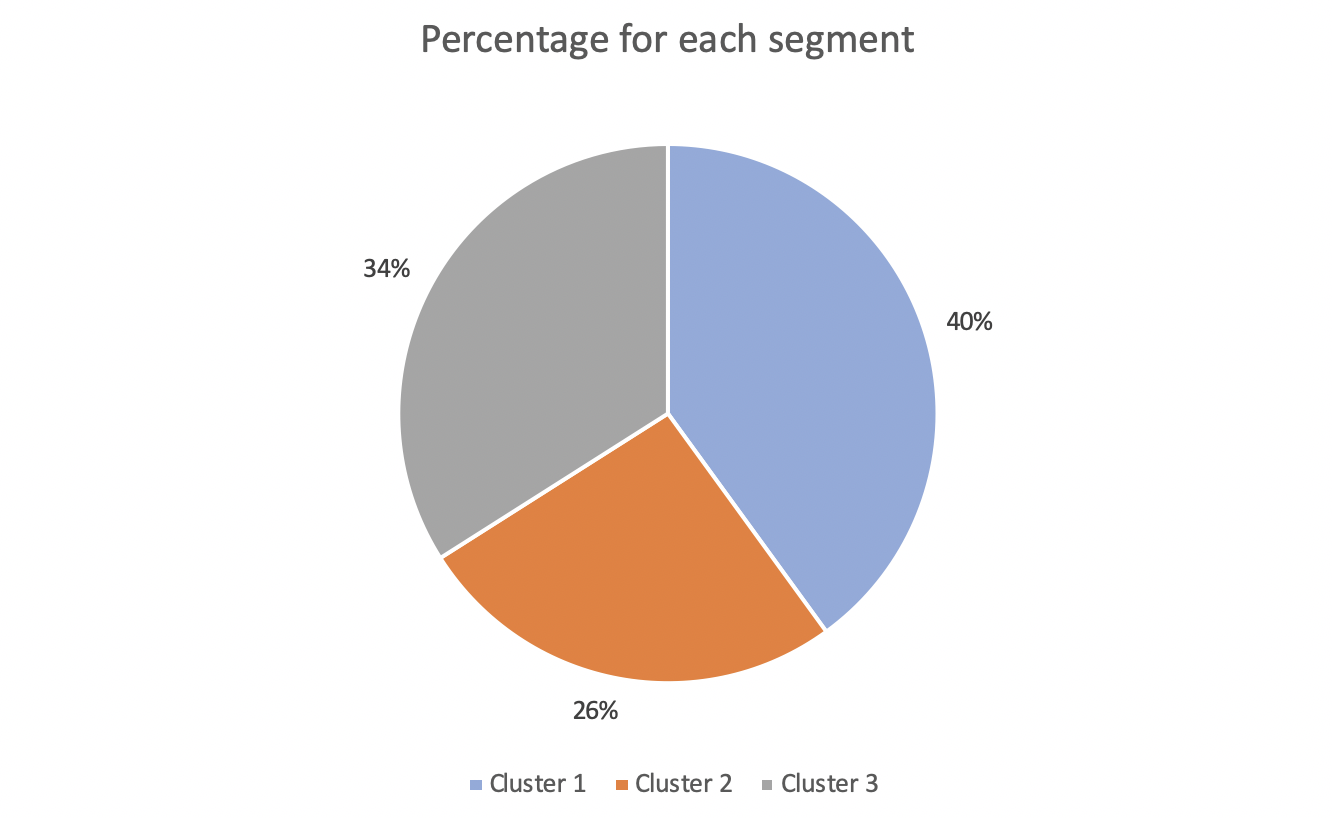 Percentage for each segment
34%
40%
26%
Cluster 1 Cluster 2 Cluster 3